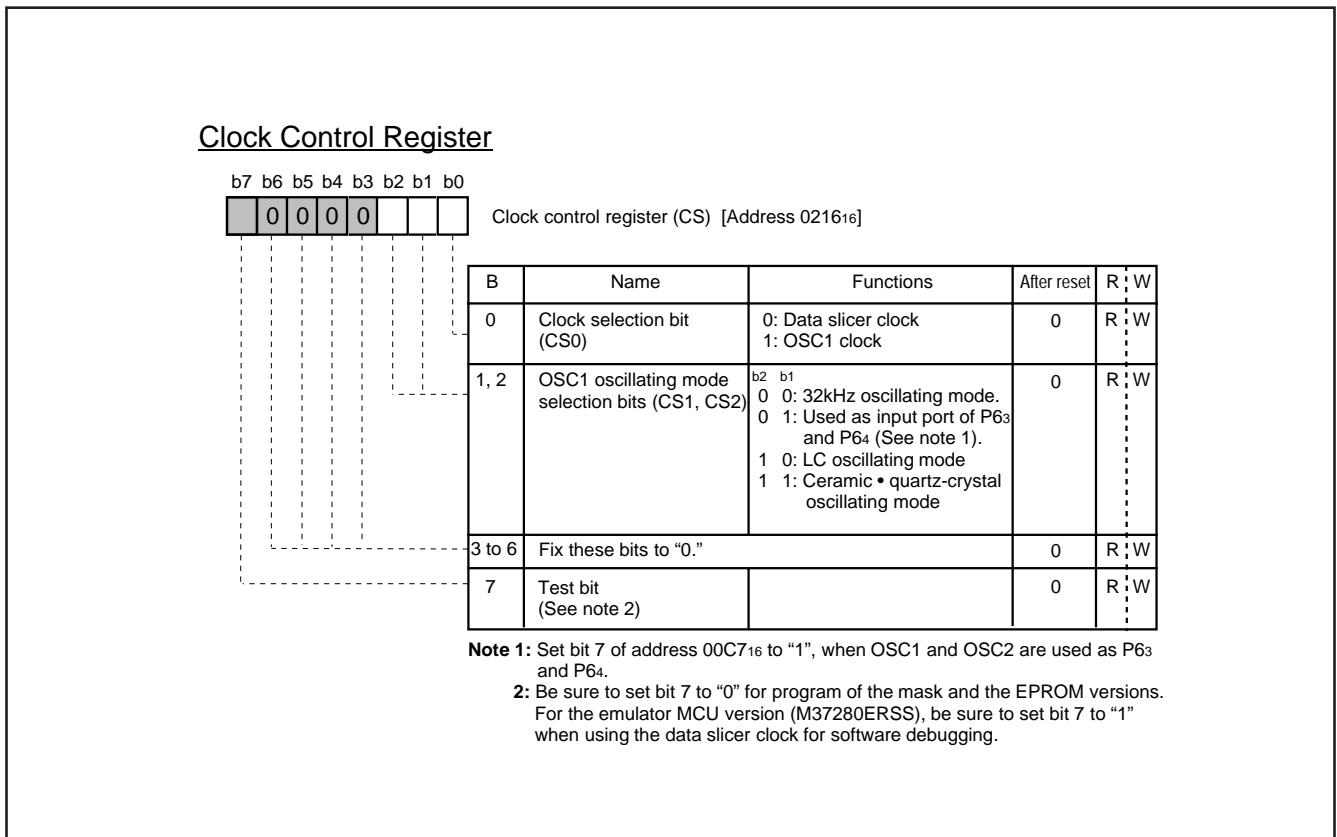 Clock Control Register
b7 b6 b5 b4 b3 b2 b1 b0
0 0 0 0
Clock control register (CS) [Address 021616]
B Name Functions After reset R W
0 Clock selection bit (CS0) 0: Data slicer clock 0 R W
1: OSC1 clock
1, 2 OSC1 oscillating mode selection bits (CS1, CS2) b2 b1 0 R W
0 0: 32kHz oscillating mode.
0 1: Used as input port of P63
and P64 (See note 1).
1 0: LC oscillating mode
1 1: Ceramic • quartz-crystal
oscillating mode
3 to 6 Fix these bits to “0.” 0 R W
7 Test bit 0 R W
(See note 2)
Note 1: Set bit 7 of address 00C716 to “1”, when OSC1 and OSC2 are used as P63
and P64.
2: Be sure to set bit 7 to “0” for program of the mask and the EPROM versions.
For the emulator MCU version (M37280ERSS), be sure to set bit 7 to “1”
when using the data slicer clock for software debugging.